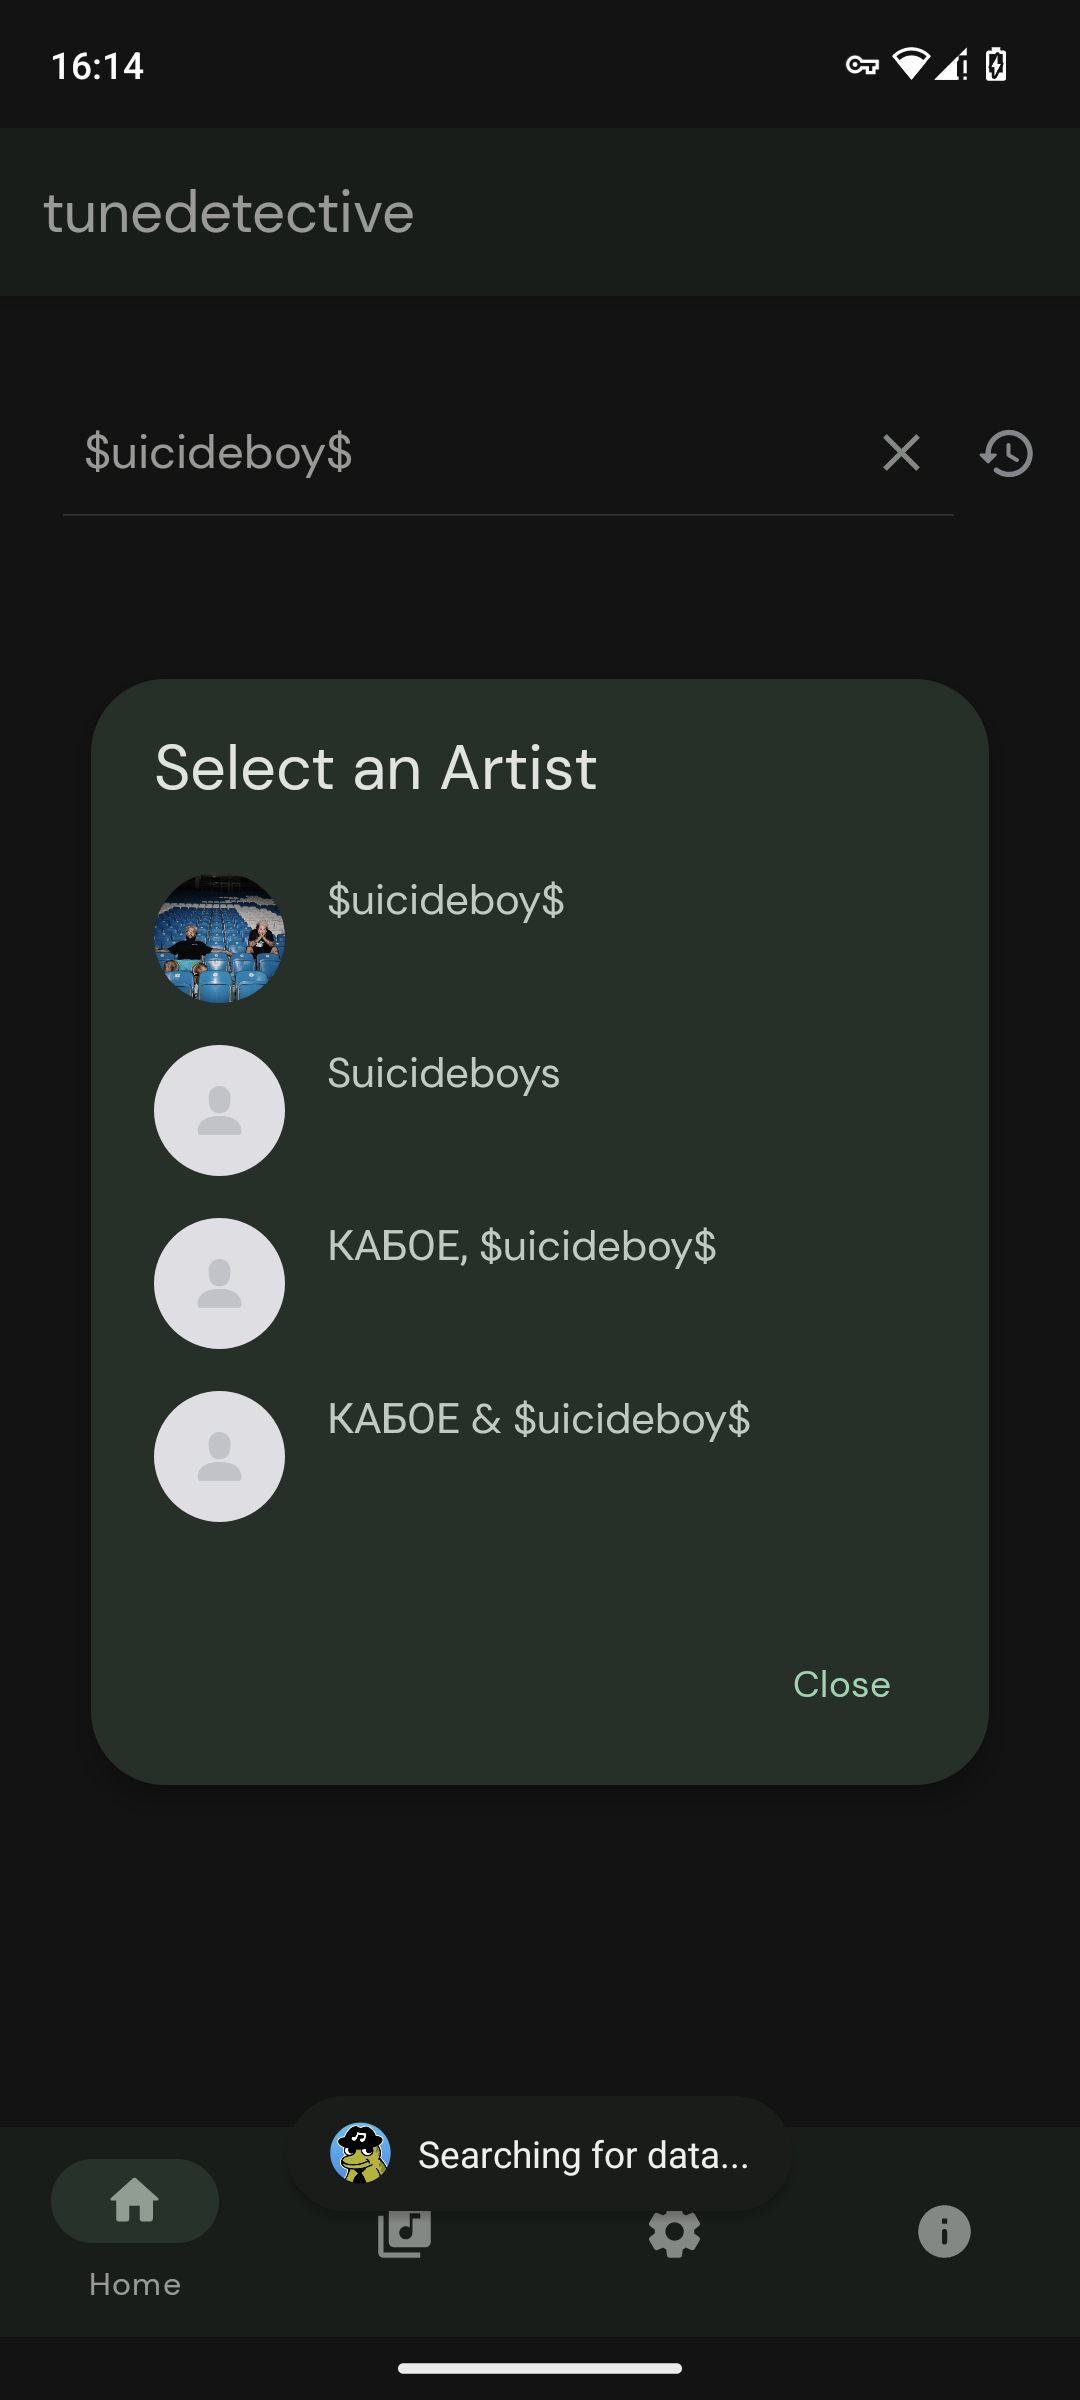 16:14
tunedetective
$uicideboy$
Select an Artist
$uicideboy$
Suicideboys
КАБОЕ, $uicideboy$
КАБОЕ & $uicideboy$
Close
Searching for data...
Home